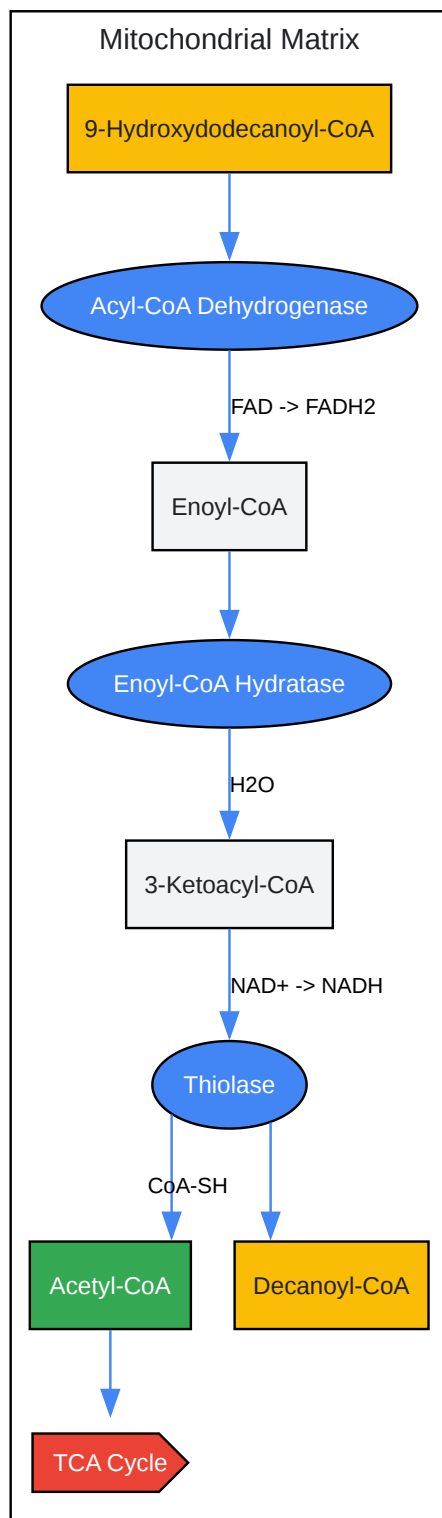 Mitochondrial Matrix
9-Hydroxydodecanoyl-CoA
Acyl-CoA Dehydrogenase
FAD -> FADH2
Enoyl-CoA
Enoyl-CoA Hydratase
H2O
3-Ketoacyl-CoA
NAD+ -> NADH
Thiolase
CoA-SH
Acetyl-CoA
Decanoyl-CoA
TCA Cycle